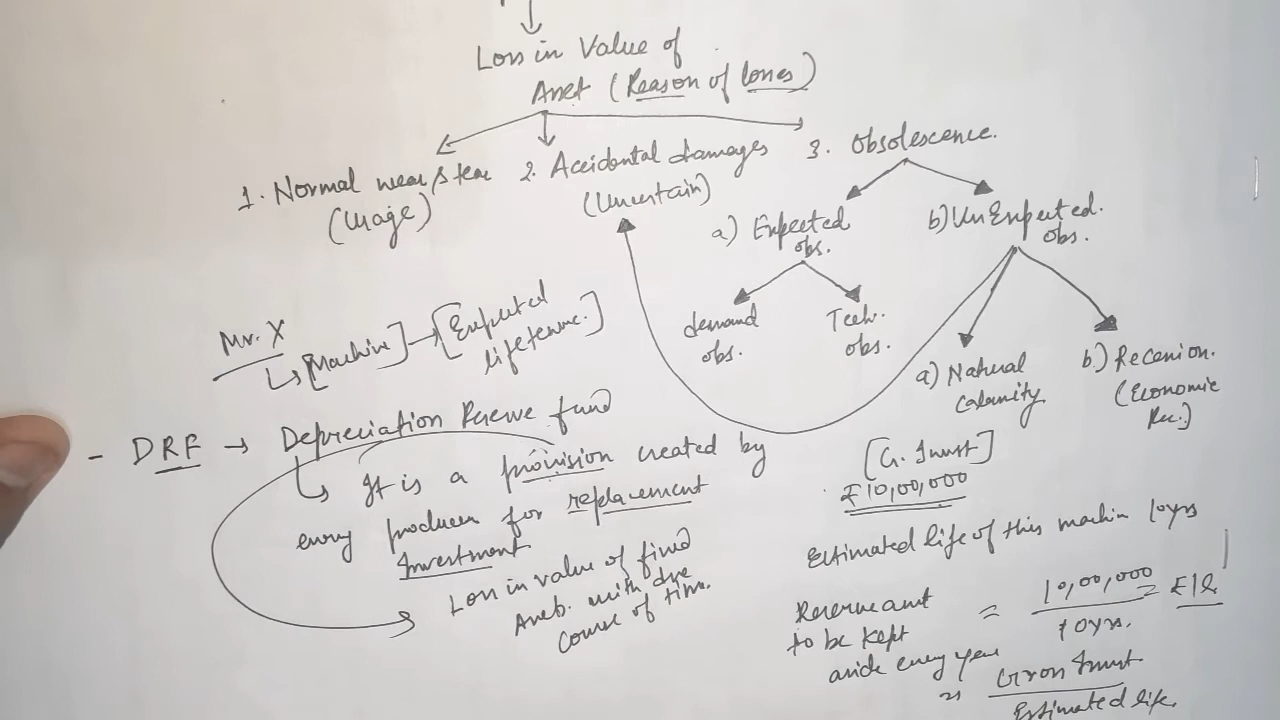 Loss in Value of
Asset (Reason of losses)
1. Normal wear & tear
(Usage)
2. Accidental damages
(Uncertain)
3. Obsolescence.
a) Expected
obs.
b) UnExpected.
obs.
demand
obs.
Tech.
obs.
a) Natural
Calamity
b.) Recession.
(Economic
Rec.)
Mr. X
[Machine] → [Expected
lifetime.]
- DRF → Depreciation Reserve fund
It is a provision created by
every producer for replacement
Investment
Loss in value of fixed
Assets. with due
course of time.
[G. Invst]
₹10,00,000
Estimated life of this machin 10yrs
Reserve amt
to be kept
aside every year
= 10,00,000
10yrs.
= ₹1L
= Gross Invst.
Estimated life.